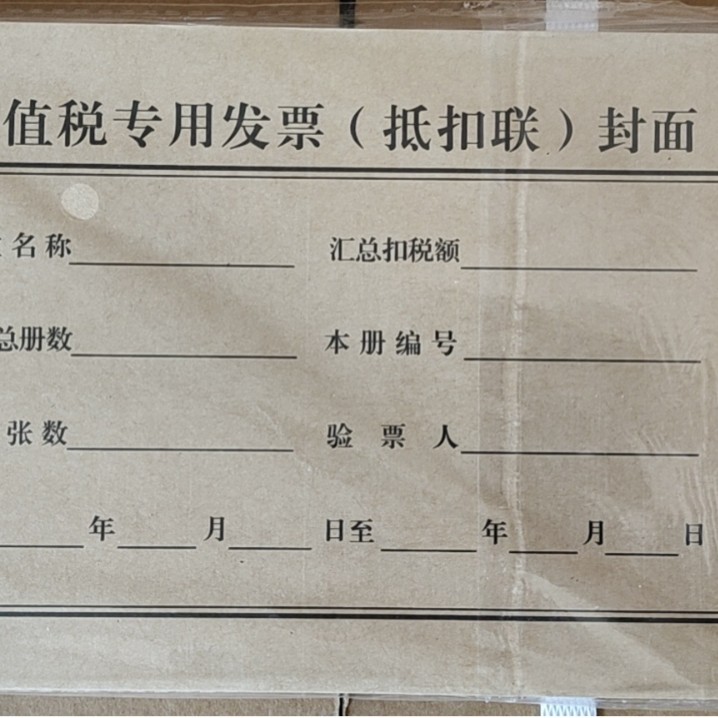 值税专用发票（抵扣联）封面
名称 汇总扣税额
总册数 本册编号
张数 验票人
年 月 日至 年 月 日